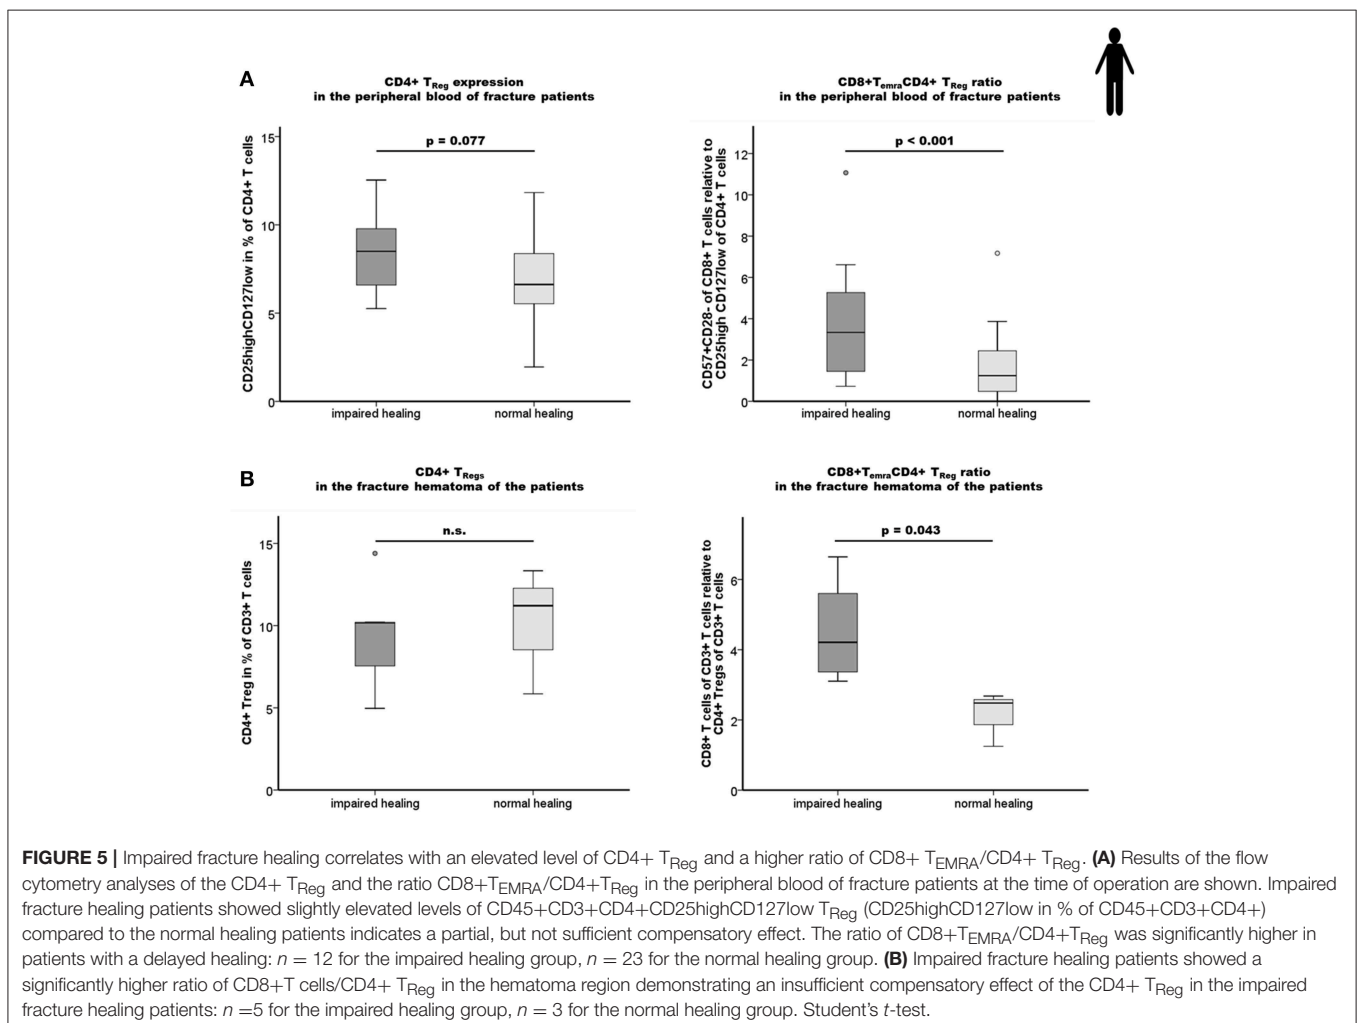 A
CD4+ TReg expression
in the peripheral blood of fracture patients
CD25highCD127low in % of CD4+ T cells
15
10
5
0
p = 0.077
impaired healing
normal healing
CD8+TemraCD4+ TReg ratio
in the peripheral blood of fracture patients
CD57+CD28- of CD8+ T cells relative to
CD25high CD127low of CD4+ T cells
12
10
8
6
4
2
0
p < 0.001
impaired healing
normal healing
B
CD4+ TRegs
in the fracture hematoma of the patients
CD4+ Treg in % of CD3+ T cells
15
10
5
0
n.s.
impaired healing
normal healing
CD8+TemraCD4+ TReg ratio
in the fracture hematoma of the patients
CD8+ T cells of CD3+ T cells relative to
CD4+ Tregs of CD3+ T cells
6
4
2
0
p = 0.043
impaired healing
normal healing
FIGURE 5 | Impaired fracture healing correlates with an elevated level of CD4+ TReg and a higher ratio of CD8+ TEMRA/CD4+ TReg. (A) Results of the flow
cytometry analyses of the CD4+ TReg and the ratio CD8+TEMRA/CD4+TReg in the peripheral blood of fracture patients at the time of operation are shown. Impaired
fracture healing patients showed slightly elevated levels of CD45+CD3+CD4+CD25highCD127low TReg (CD25highCD127low in % of CD45+CD3+CD4+)
compared to the normal healing patients indicates a partial, but not sufficient compensatory effect. The ratio of CD8+TEMRA/CD4+TReg was significantly higher in
patients with a delayed healing: n = 12 for the impaired healing group, n = 23 for the normal healing group. (B) Impaired fracture healing patients showed a
significantly higher ratio of CD8+T cells/CD4+ TReg in the hematoma region demonstrating an insufficient compensatory effect of the CD4+ TReg in the impaired
fracture healing patients: n =5 for the impaired healing group, n = 3 for the normal healing group. Student's t-test.